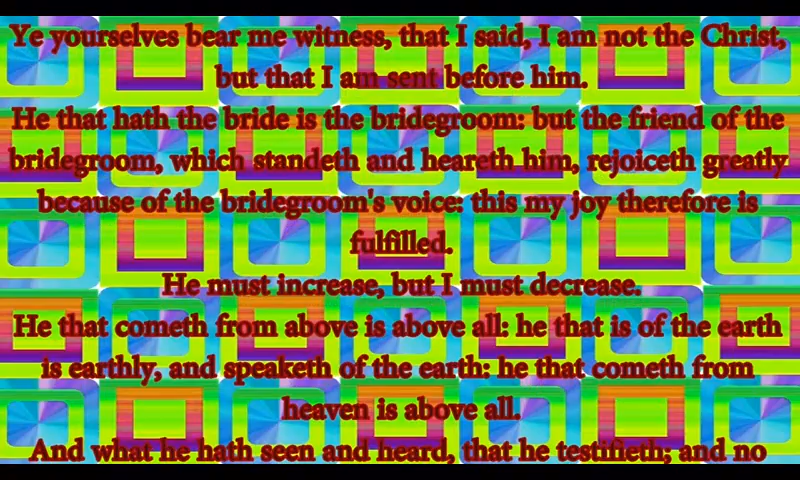 Ye yourselves bear me witness, that I said, I am not the Christ,
but that I am sent before him.
He that hath the bride is the bridegroom: but the friend of the
bridegroom, which standeth and heareth him, rejoiceth greatly
because of the bridegroom's voice: this my joy therefore is
fulfilled.
He must increase, but I must decrease.
He that cometh from above is above all: he that is of the earth
is earthly, and speaketh of the earth: he that cometh from
heaven is above all.
And what he hath seen and heard, that he testifieth; and no